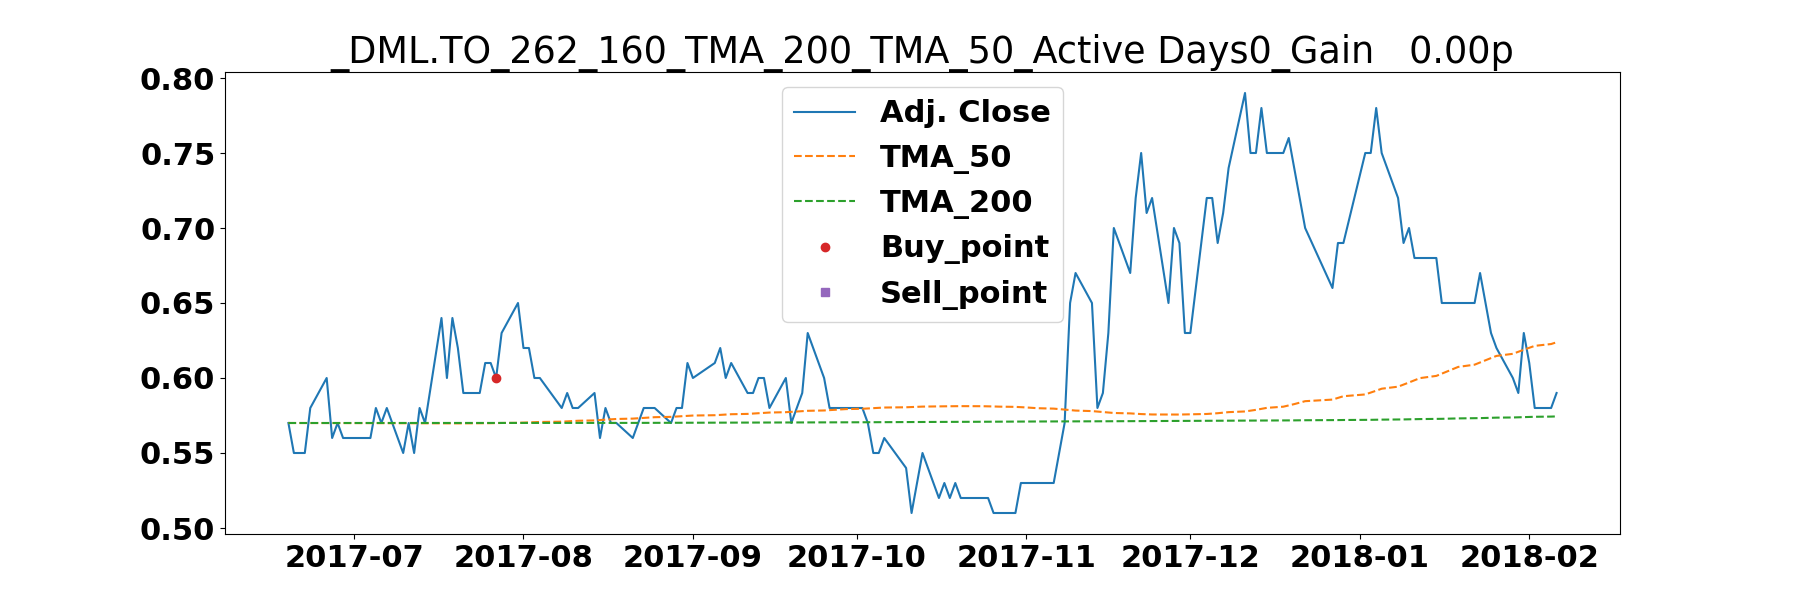 _DML.TO_262_160_TMA_200_TMA_50_Active Days0_Gain   0.00p
0.80
0.75
0.70
0.65
0.60
0.55
0.50
Adj. Close
TMA_50
TMA_200
Buy_point
Sell_point
2017-07 2017-08 2017-09 2017-10 2017-11 2017-12 2018-01 2018-02